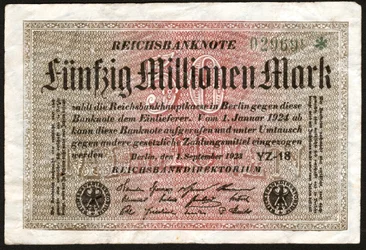 REICHSBANKNOTE
Fünfzig Millionen Mark
zahlt die Reichsbankhauptkasse in Berlin gegen diese
Banknote dem Einlieferer. Vom 1. Januar 1924 ab
kann diese Banknote aufgerufen und unter Umtausch
gegen andere gesetzliche Zahlungsmittel eingezogen
werden
Berlin, den 1. September 1923
YZ-18
REICHSBANKDIREKTORIUM